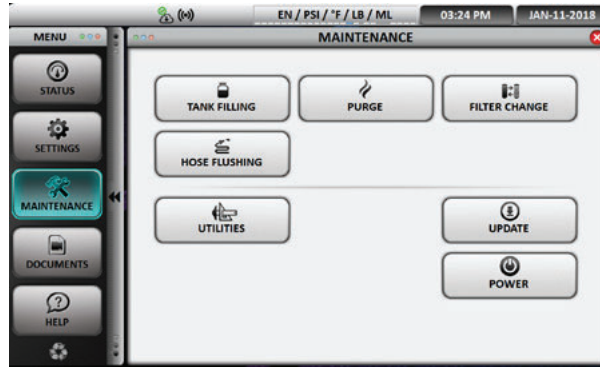 EN / PSI / °F / LB / ML 03:24 PM JAN-11-2018
MENU MAINTENANCE
STATUS
SETTINGS
MAINTENANCE
DOCUMENTS
HELP
TANK FILLING PURGE FILTER CHANGE
HOSE FLUSHING
UTILITIES UPDATE
POWER